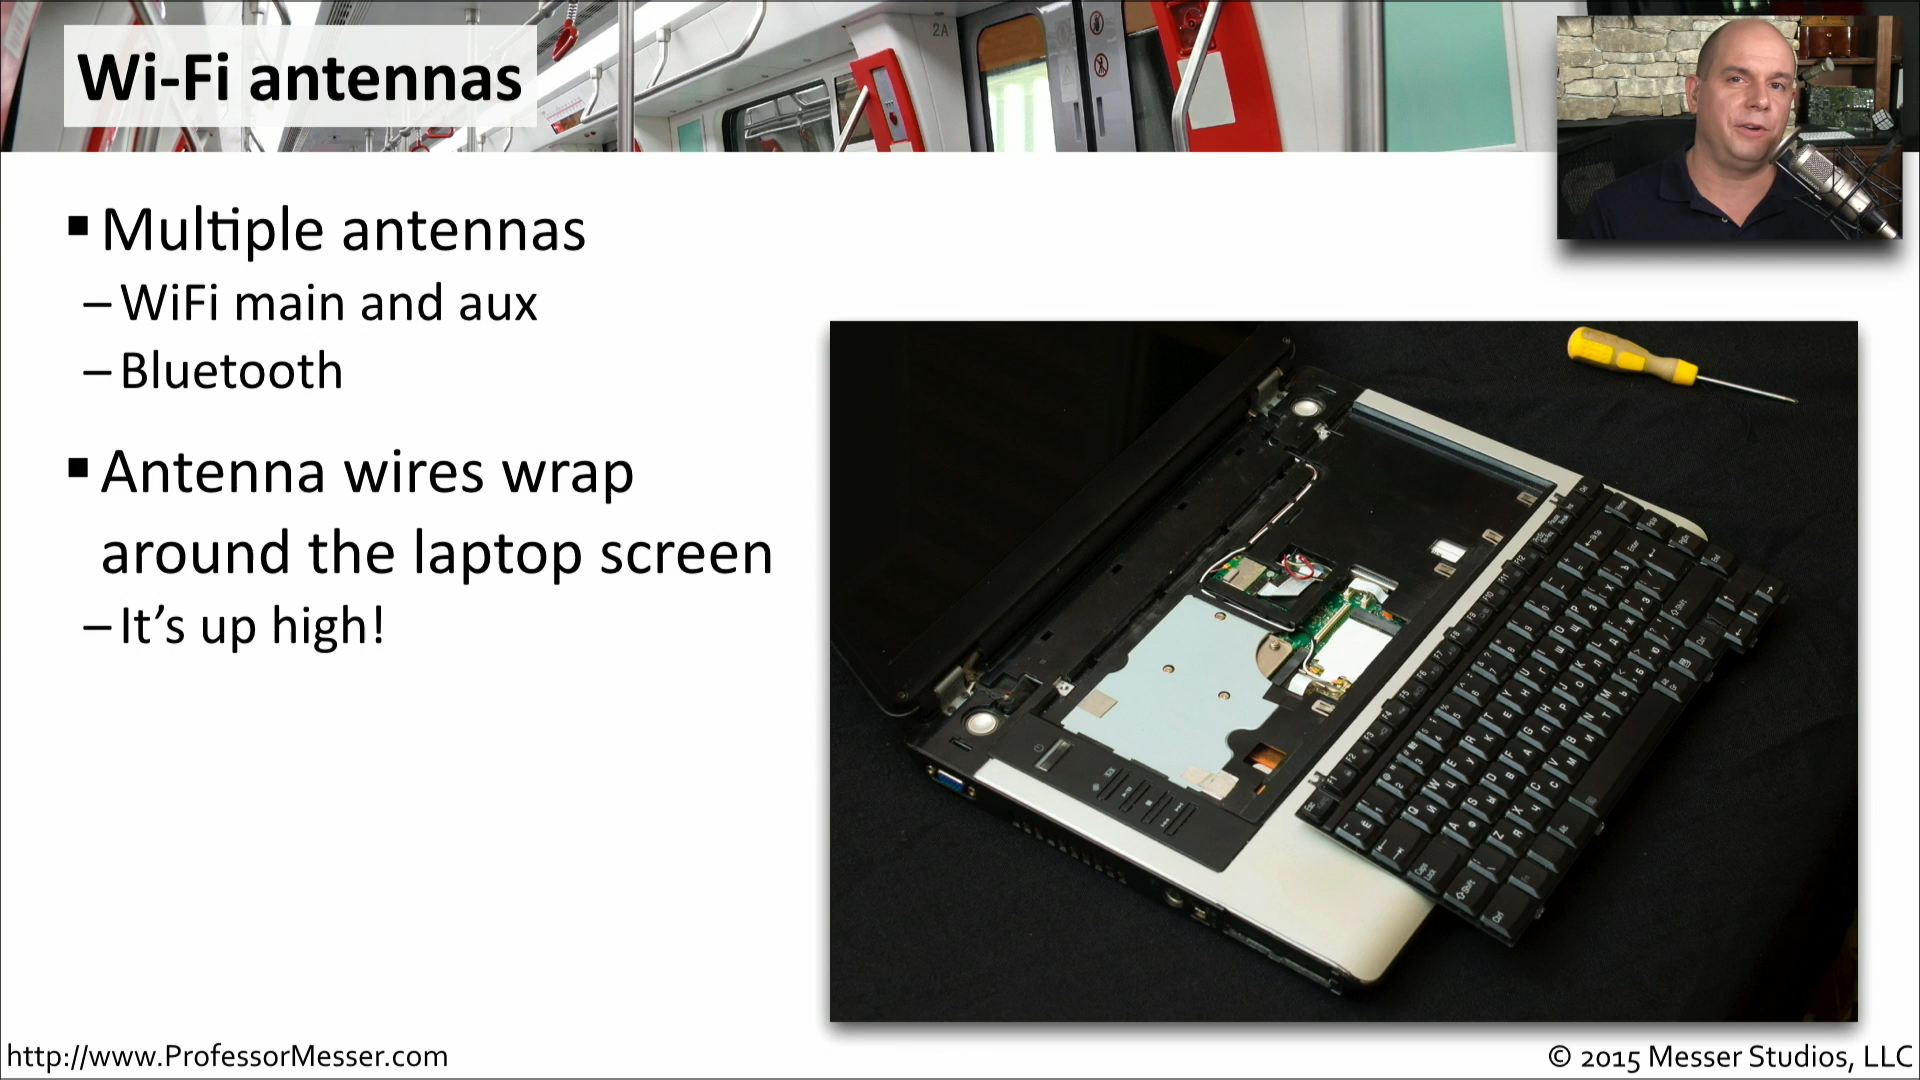 Wi-Fi antennas
2A
▪ Multiple antennas
– WiFi main and aux
– Bluetooth
▪ Antenna wires wrap
around the laptop screen
– It’s up high!
http://www.ProfessorMesser.com
© 2015 Messer Studios, LLC